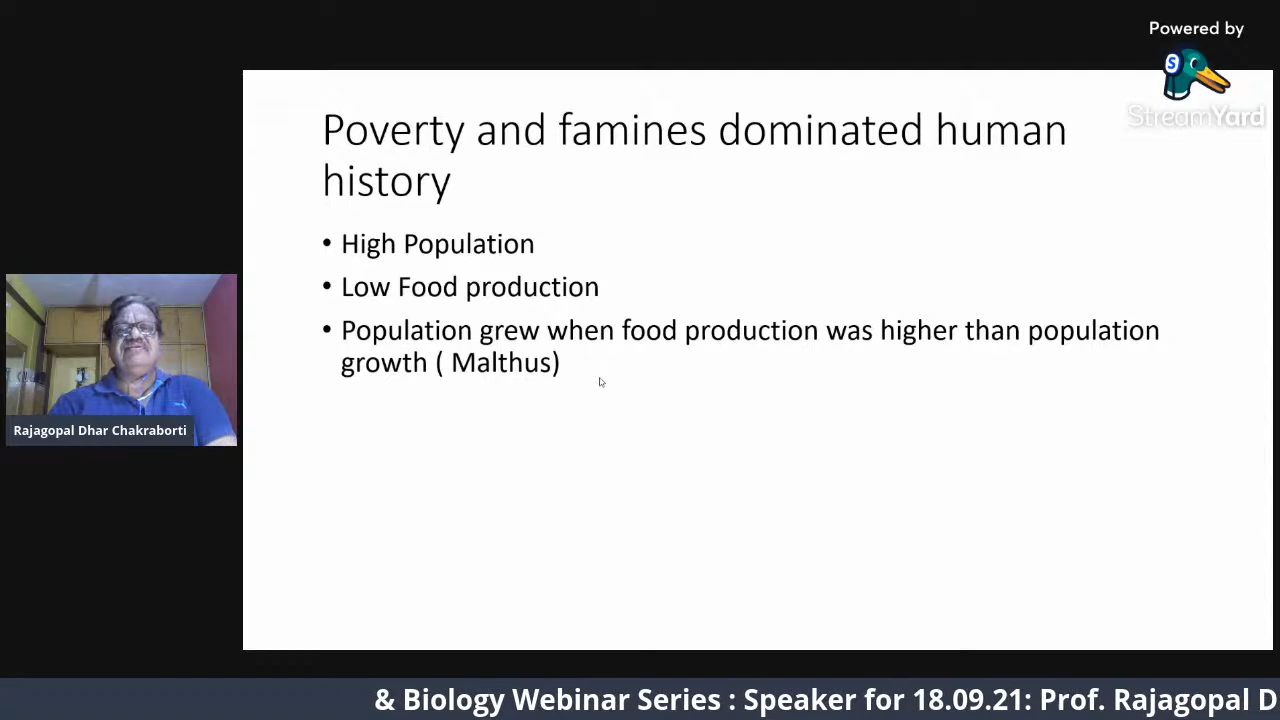 Powered by
StreamYard
Poverty and famines dominated human
history
• High Population
• Low Food production
• Population grew when food production was higher than population
growth ( Malthus)
Rajagopal Dhar Chakraborti
& Biology Webinar Series : Speaker for 18.09.21: Prof. Rajagopal D